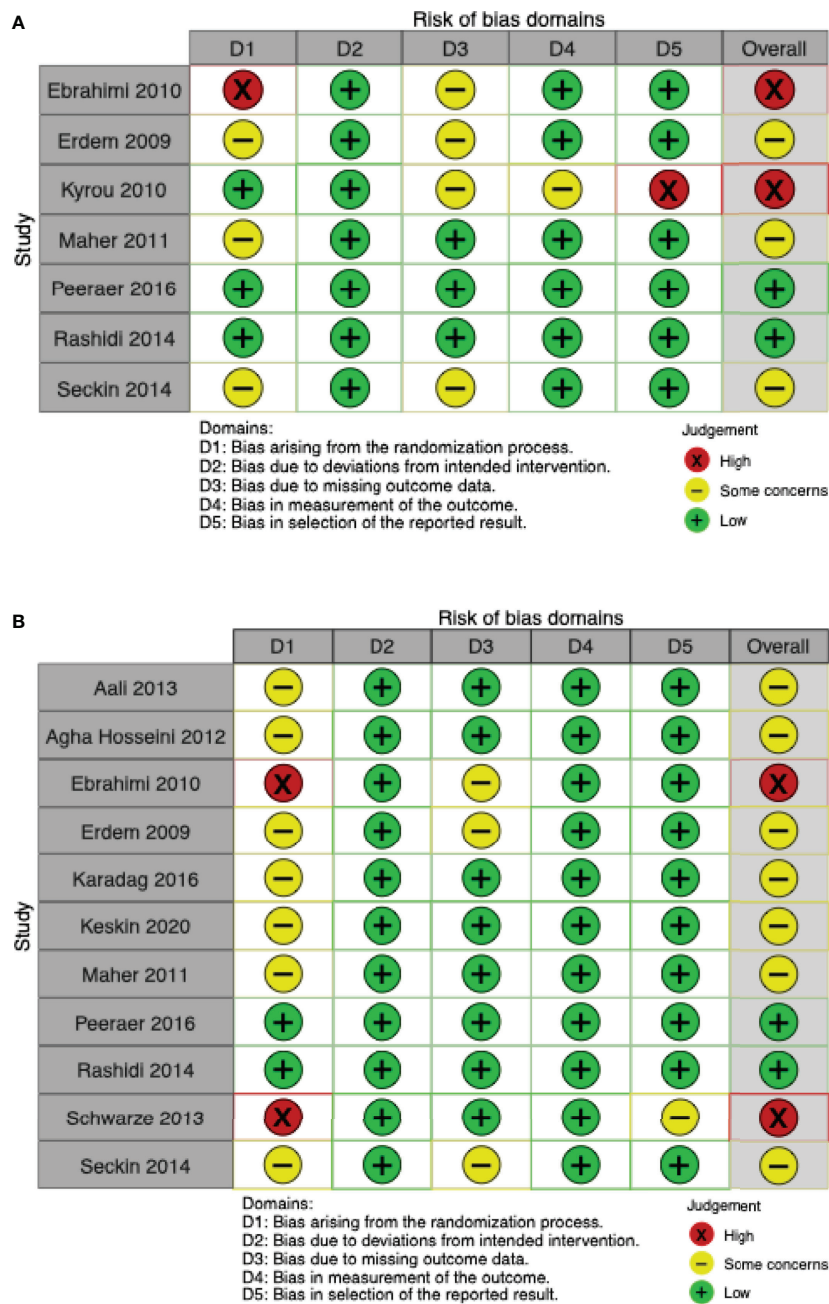 A
Risk of bias domains
D1 D2 D3 D4 D5 Overall
Study
Ebrahimi 2010 X + − + + X
Erdem 2009 − + − + + −
Kyrou 2010 + + − − X X
Maher 2011 − + + + + −
Peeraer 2016 + + + + + +
Rashidi 2014 + + + + + +
Seckin 2014 − + − + + −
Domains:
D1: Bias arising from the randomization process.
D2: Bias due to deviations from intended intervention.
D3: Bias due to missing outcome data.
D4: Bias in measurement of the outcome.
D5: Bias in selection of the reported result.
Judgement
X High
− Some concerns
+ Low
B
Risk of bias domains
D1 D2 D3 D4 D5 Overall
Study
Aali 2013 − + + + + −
Agha Hosseini 2012 − + + + + −
Ebrahimi 2010 X + − + + X
Erdem 2009 − + − + + −
Karadag 2016 − + + + + −
Keskin 2020 − + + + + −
Maher 2011 − + + + + −
Peeraer 2016 + + + + + +
Rashidi 2014 + + + + + +
Schwarze 2013 X + + + − X
Seckin 2014 − + − + + −
Domains:
D1: Bias arising from the randomization process.
D2: Bias due to deviations from intended intervention.
D3: Bias due to missing outcome data.
D4: Bias in measurement of the outcome.
D5: Bias in selection of the reported result.
Judgement
X High
− Some concerns
+ Low